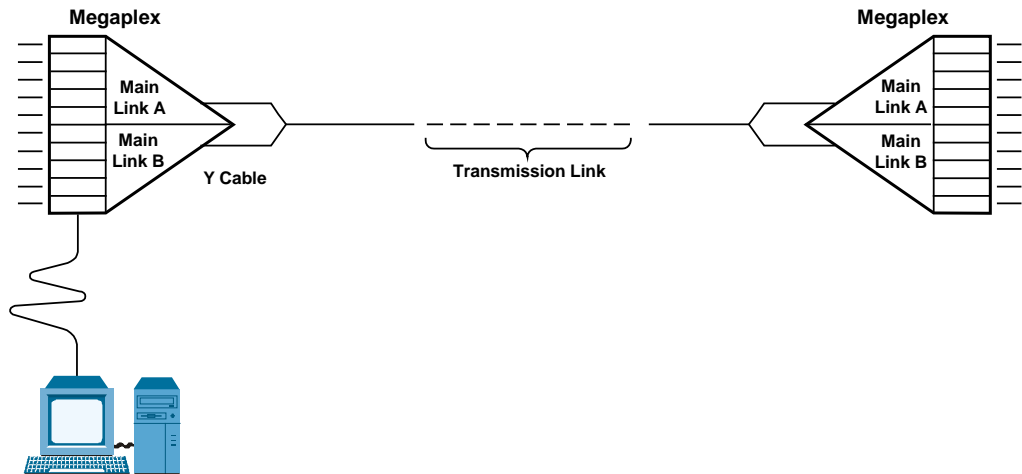 Megaplex
Megaplex
Main
Link A
Main
Link B
Y Cable
Transmission Link
Main
Link A
Main
Link B